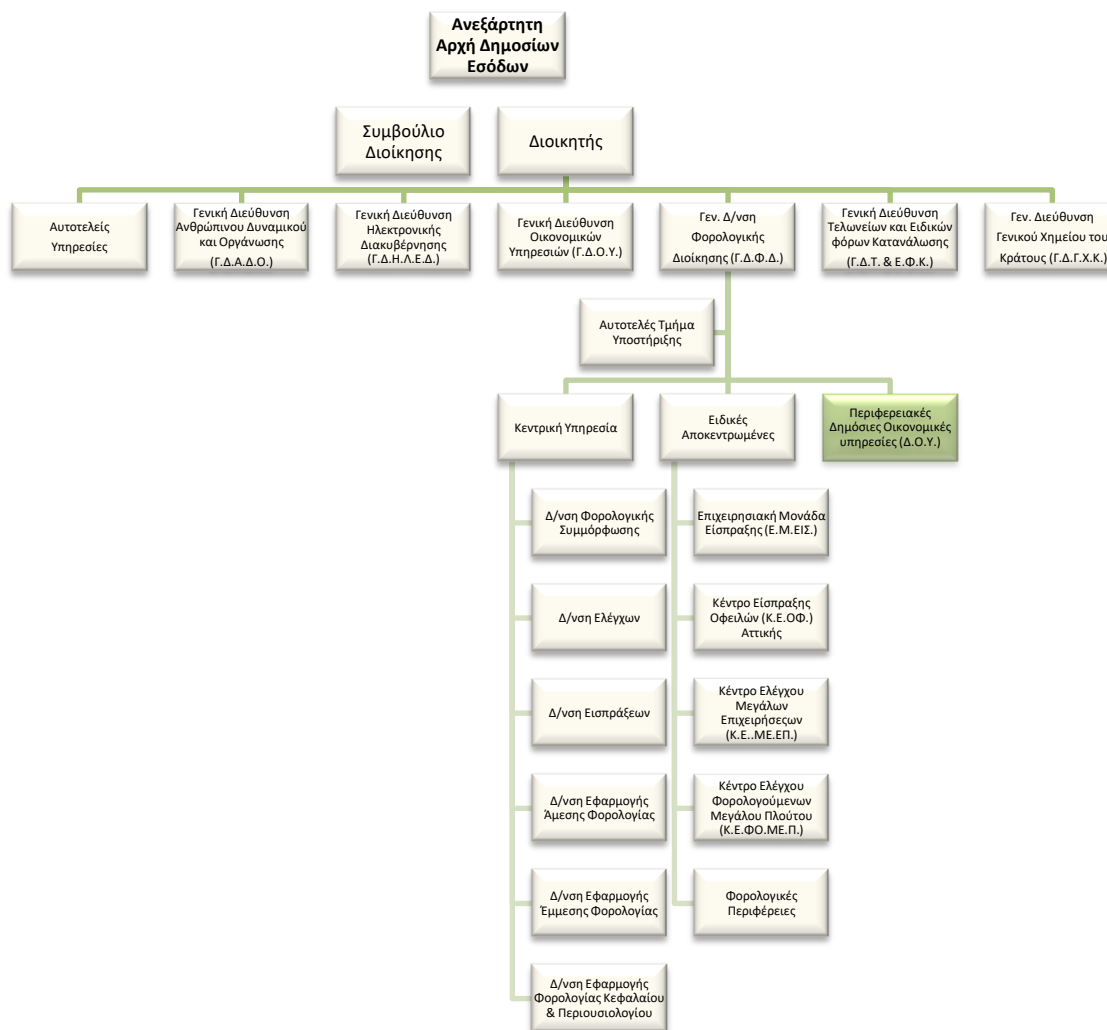 Ανεξάρτητη
Αρχή Δημοσίων
Εσόδων
Συμβούλιο
Διοίκησης
Διοικητής
Αυτοτελείς
Υπηρεσίες
Γενική Διεύθυνση
Ανθρώπινου Δυναμικού
και Οργάνωσης
(Γ.Δ.Α.Δ.Ο.)
Γενική Διεύθυνση
Ηλεκτρονικής
Διακυβέρνησης
(Γ.Δ.Η.Λ.Ε.Δ.)
Γενική Διεύθυνση
Οικονομικών
Υπηρεσιών (Γ.Δ.Ο.Υ.)
Γεν. Δ/νση
Φορολογικής
Διοίκησης (Γ.Δ.Φ.Δ.)
Γενική Διεύθυνση
Τελωνείων και Ειδικών
φόρων Κατανάλωσης
(Γ.Δ.Τ. & Ε.Φ.Κ.)
Γεν. Διεύθυνση
Γενικού Χημείου του
Κράτους (Γ.Δ.Γ.Χ.Κ.)
Αυτοτελές Τμήμα
Υποστήριξης
Κεντρική Υπηρεσία
Ειδικές
Αποκεντρωμένες
Περιφερειακές
Δημόσιες Οικονομικές
υπηρεσίες (Δ.Ο.Υ.)
Δ/νση Φορολογικής
Συμμόρφωσης
Δ/νση Ελέγχων
Δ/νση Εισπράξεων
Δ/νση Εφαρμογής
Άμεσης Φορολογίας
Δ/νση Εφαρμογής
Έμμεσης Φορολογίας
Δ/νση Εφαρμογής
Φορολογίας Κεφαλαίου
& Περιουσιολογίου
Επιχειρησιακή Μονάδα
Είσπραξης (Ε.Μ.ΕΙΣ.)
Κέντρο Είσπραξης
Οφειλών (Κ.Ε.ΟΦ.)
Αττικής
Κέντρο Ελέγχου
Μεγάλων
Επιχειρήσεςων
(Κ.Ε..ΜΕ.ΕΠ.)
Κέντρο Ελέγχου
Φορολογούμενων
Μεγάλου Πλούτου
(Κ.Ε.ΦΟ.ΜΕ.Π.)
Φορολογικές
Περιφέρειες